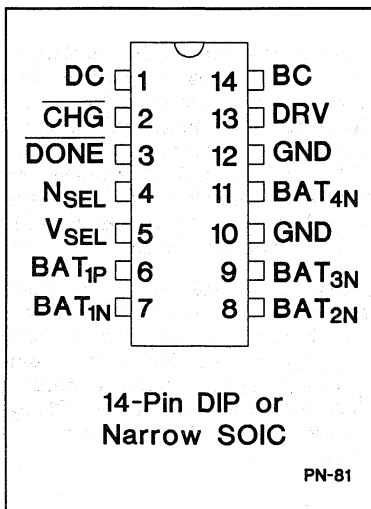 DC 1 14 BC
CHG 2 13 DRV
DONE 3 12 GND
NSEL 4 11 BAT4N
VSEL 5 10 GND
BAT1P 6 9 BAT3N
BAT1N 7 8 BAT2N
14-Pin DIP or
Narrow SOIC
PN-81